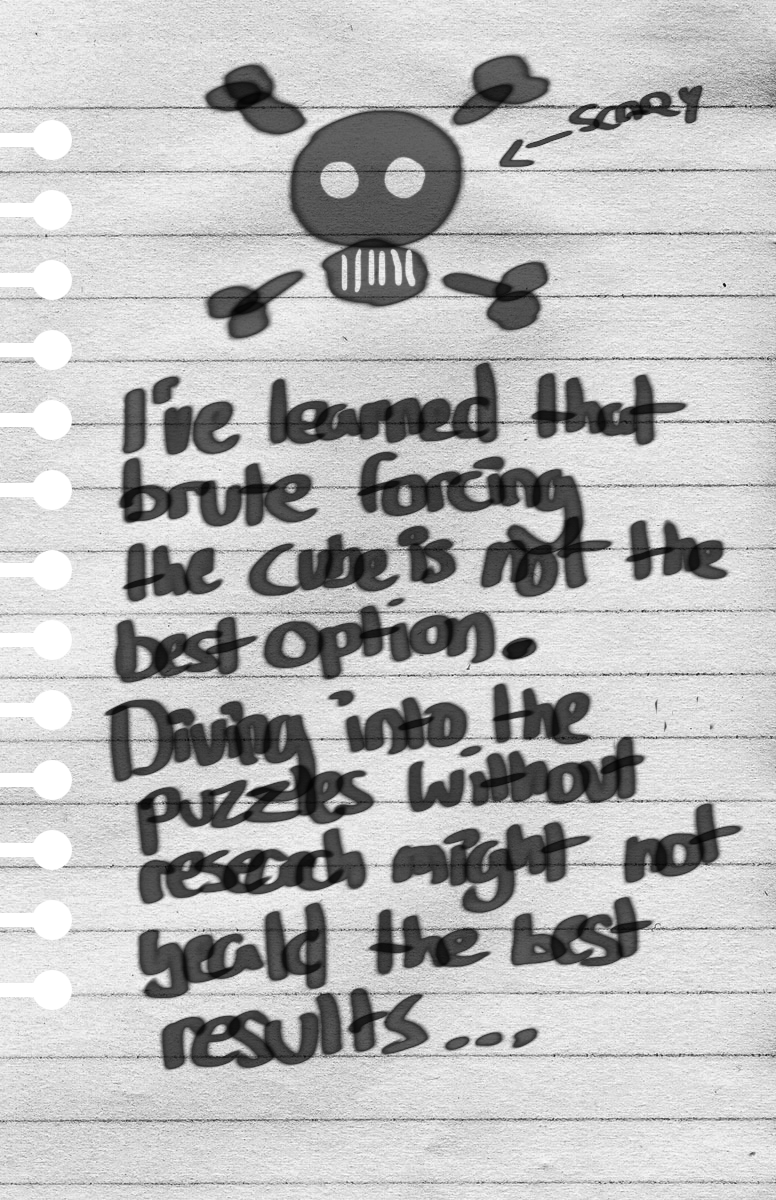 scary
I've learned that
brute forcing
the cube is not the
best option.
Diving into the
puzzles without
research might not
yeald the best
results...